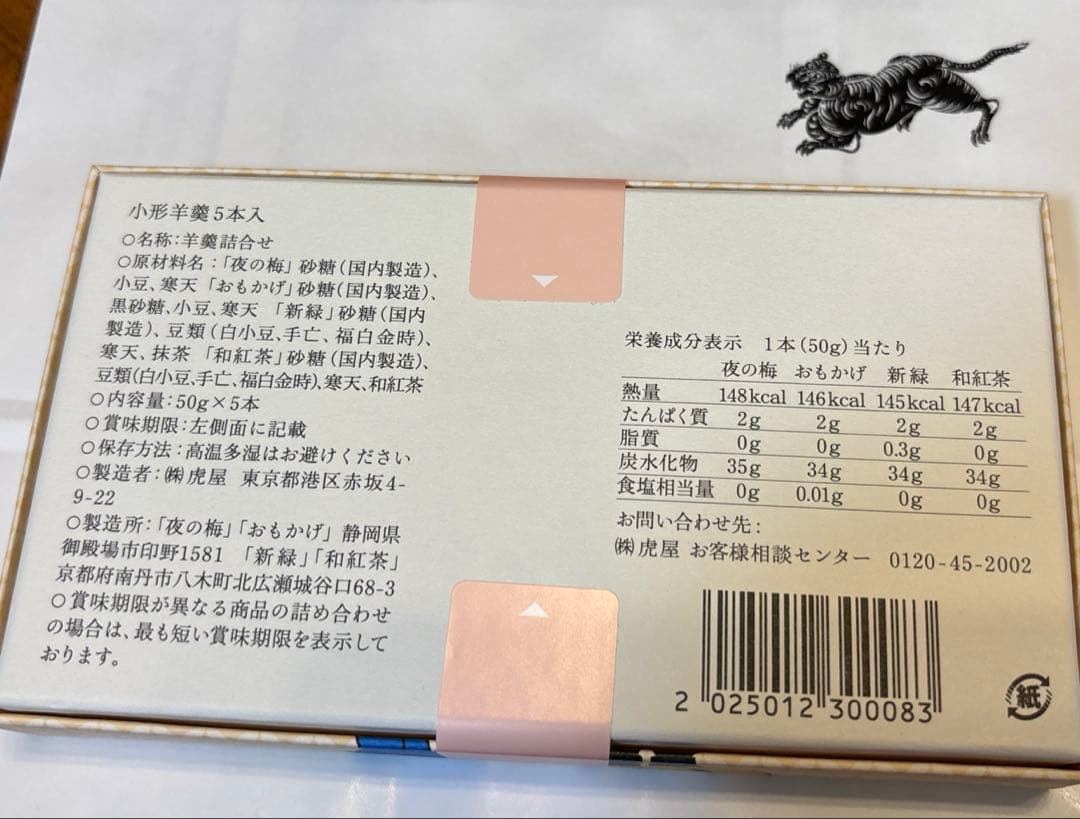 小形羊羹5本入
○名称:羊羹詰合せ
○原材料名:「夜の梅」砂糖(国内製造)、
小豆、寒天 「おもかげ」砂糖(国内製造)、
黒砂糖、小豆、寒天 「新緑」砂糖(国内
製造)、豆類(白小豆、手亡、福白金時)、
寒天、抹茶 「和紅茶」砂糖(国内製造)、
豆類(白小豆、手亡、福白金時)、寒天、和紅茶
○内容量:50g×5本
○賞味期限:左側面に記載
○保存方法:高温多湿はお避けください
○製造者:㈱虎屋 東京都港区赤坂4-
9-22
○製造所:「夜の梅」「おもかげ」静岡県
御殿場市印野1581 「新緑」「和紅茶」
京都府南丹市八木町北広瀬城谷口68-3
○賞味期限が異なる商品の詰め合わせ
の場合は、最も短い賞味期限を表示して
おります。
栄養成分表示 1本(50g)当たり
夜の梅 おもかげ 新緑 和紅茶
熱量 148kcal 146kcal 145kcal 147kcal
たんぱく質 2g 2g 2g 2g
脂質 0g 0g 0.3g 0g
炭水化物 35g 34g 34g 34g
食塩相当量 0g 0.01g 0g 0g
お問い合わせ先:
㈱虎屋 お客様相談センター 0120-45-2002
2 025012 300083
紙